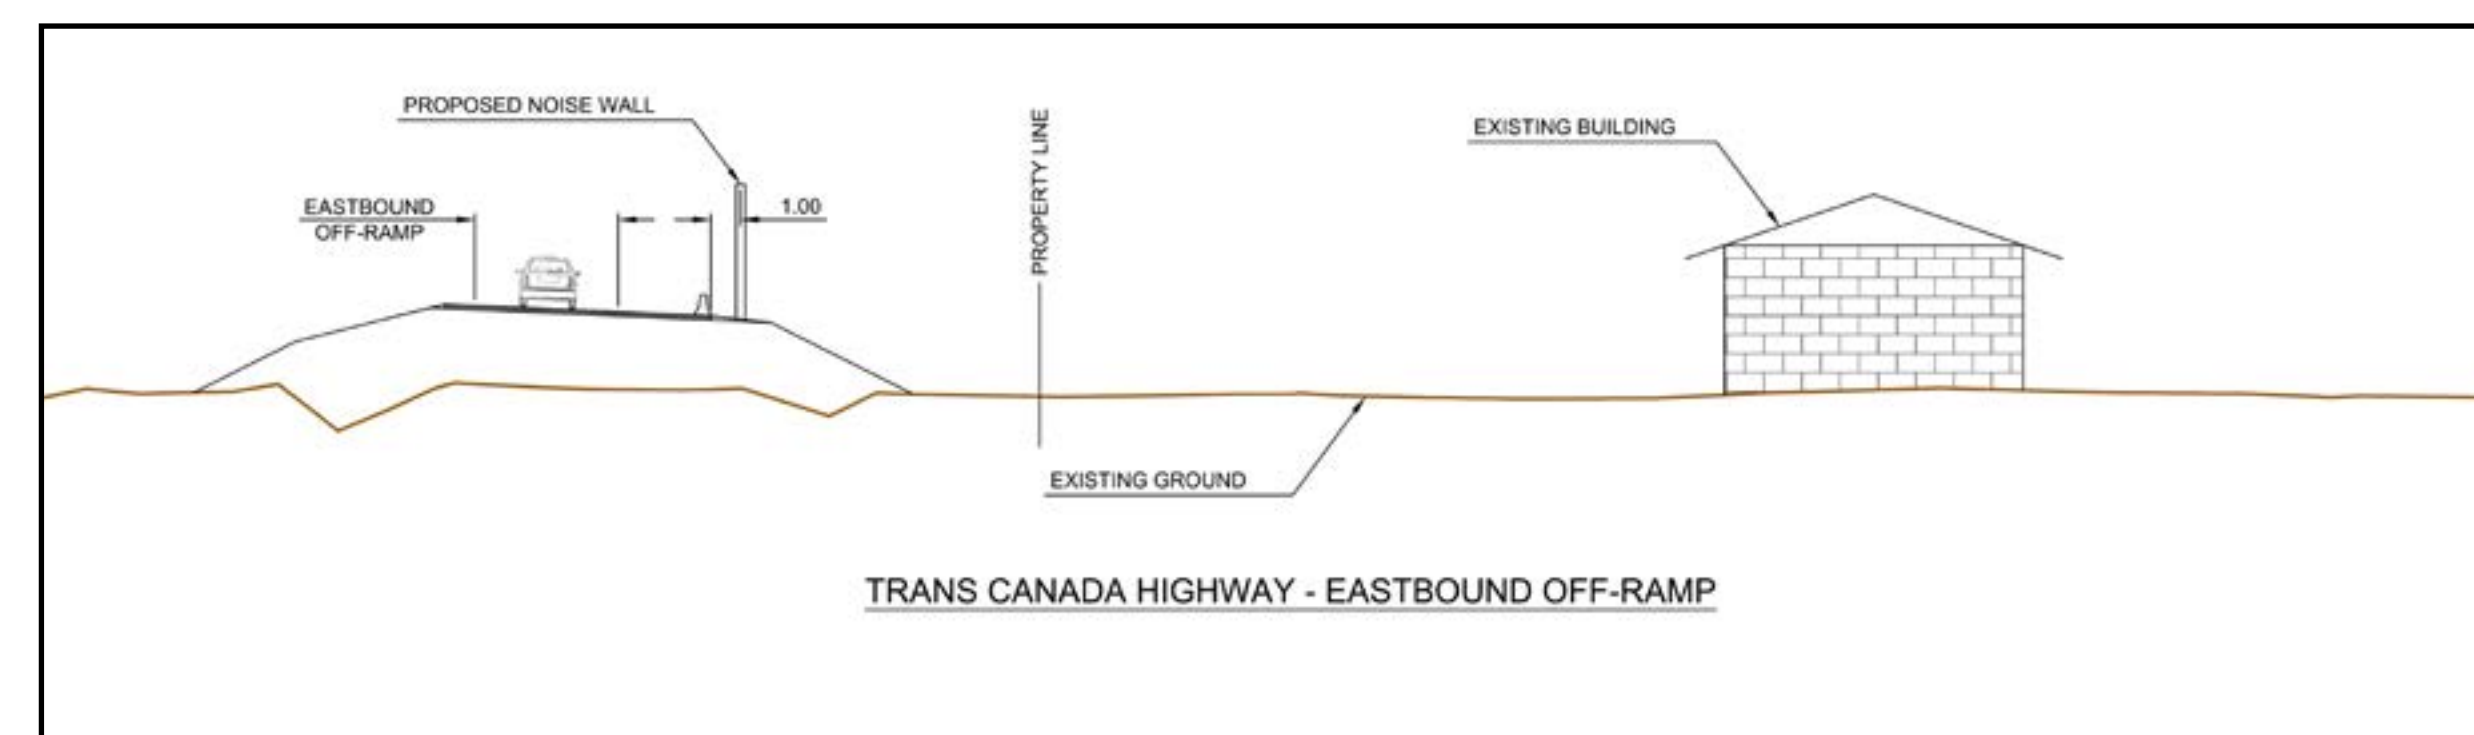 PROPOSED NOISE WALL
PROPERTY LINE
EXISTING BUILDING
EASTBOUND
OFF-RAMP
1.00
EXISTING GROUND
TRANS CANADA HIGHWAY - EASTBOUND OFF-RAMP